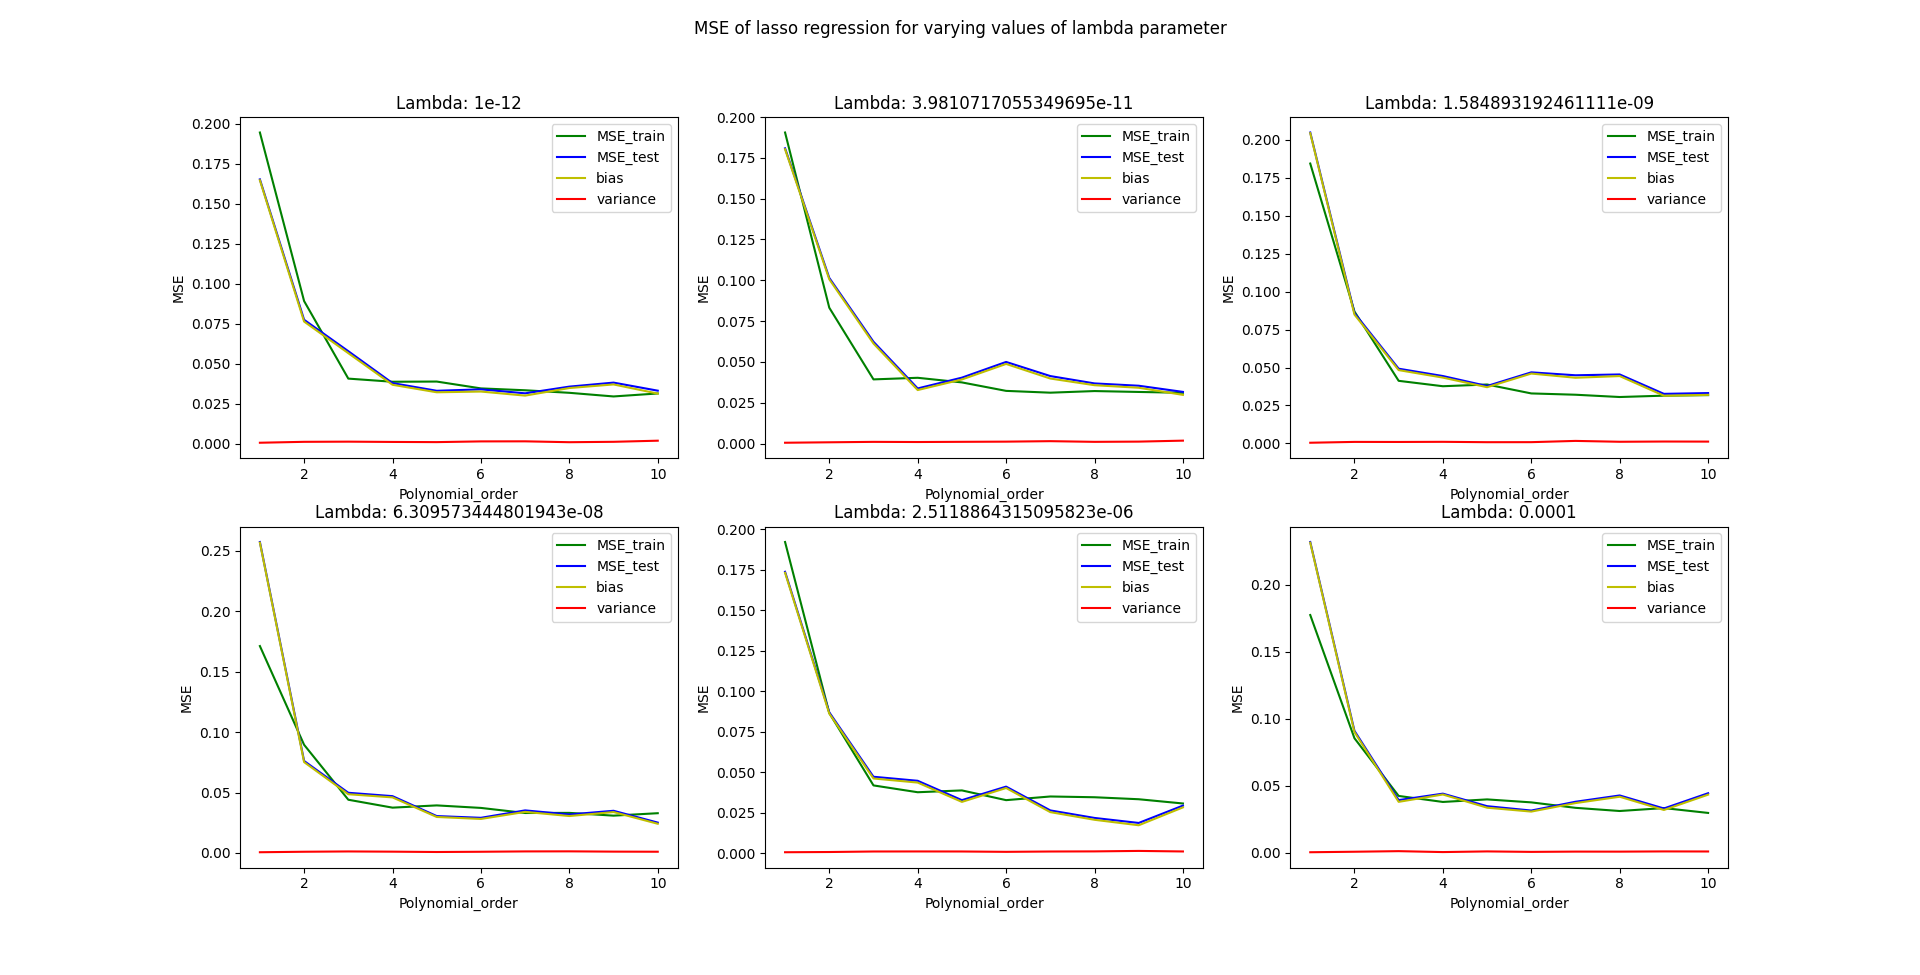 MSE of lasso regression for varying values of lambda parameter
Lambda: 1e-12
MSE_train
MSE_test
bias
variance
0.200
0.175
0.150
0.125
0.100
0.075
0.050
0.025
0.000
MSE
2 4 6 8 10
Polynomial_order
Lambda: 3.9810717055349695e-11
MSE_train
MSE_test
bias
variance
0.200
0.175
0.150
0.125
0.100
0.075
0.050
0.025
0.000
MSE
2 4 6 8 10
Polynomial_order
Lambda: 1.584893192461111e-09
MSE_train
MSE_test
bias
variance
0.200
0.175
0.150
0.125
0.100
0.075
0.050
0.025
0.000
MSE
2 4 6 8 10
Polynomial_order
Lambda: 6.309573444801943e-08
MSE_train
MSE_test
bias
variance
0.25
0.20
0.15
0.10
0.05
0.00
MSE
2 4 6 8 10
Polynomial_order
Lambda: 2.5118864315095823e-06
MSE_train
MSE_test
bias
variance
0.200
0.175
0.150
0.125
0.100
0.075
0.050
0.025
0.000
MSE
2 4 6 8 10
Polynomial_order
Lambda: 0.0001
MSE_train
MSE_test
bias
variance
0.20
0.15
0.10
0.05
0.00
MSE
2 4 6 8 10
Polynomial_order